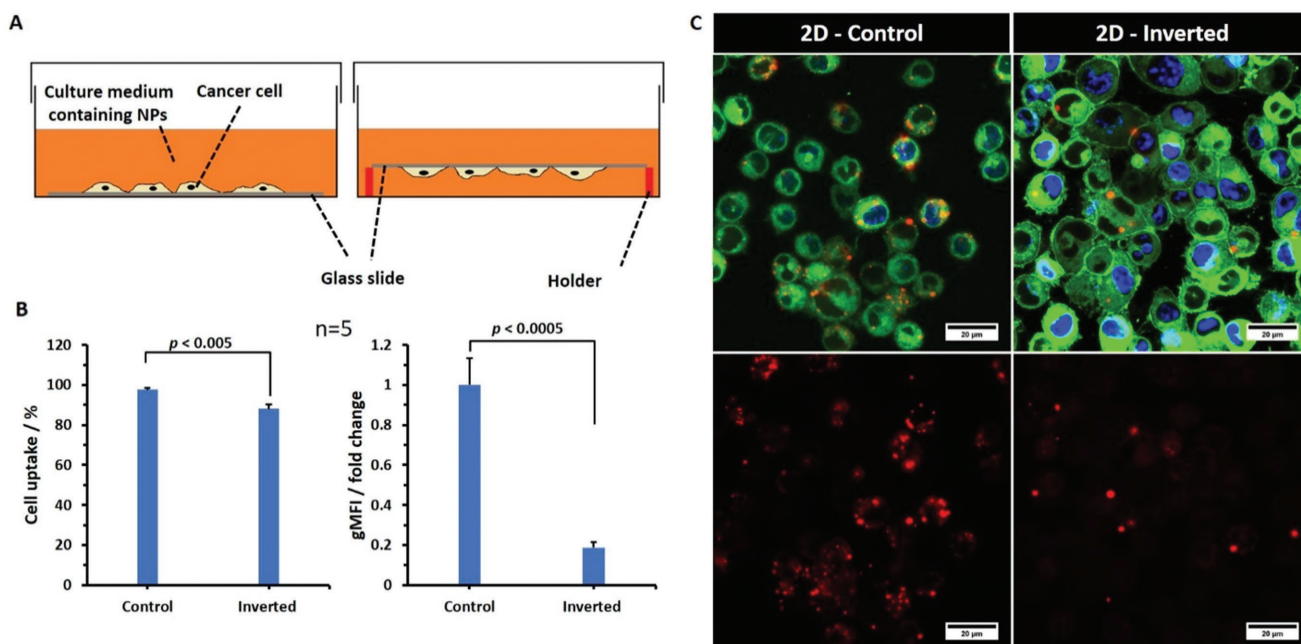 A
Culture medium
containing NPs
Cancer cell
Glass slide
Holder
B
n=5
p < 0.005
120
100
80
60
40
20
0
Cell uptake / %
Control
Inverted
p < 0.0005
1.2
1
0.8
0.6
0.4
0.2
0
gMFI / fold change
Control
Inverted
C
2D - Control
2D - Inverted
20 µm
20 µm
20 µm
20 µm